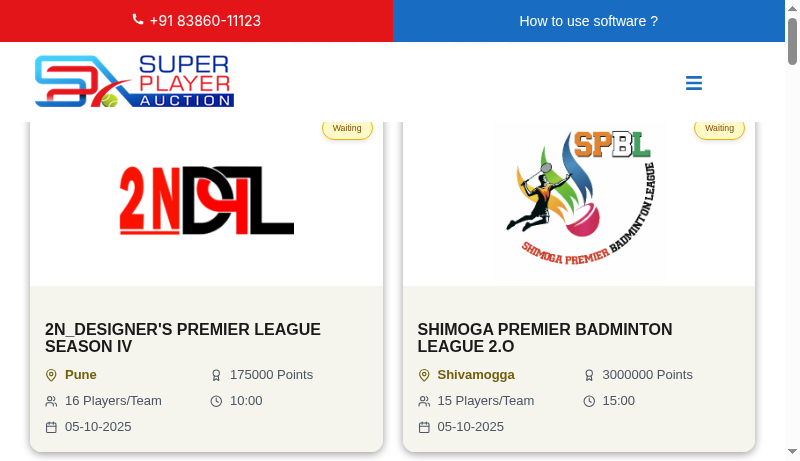 +91 83860-11123
How to use software ?
SUPER
PLAYER
AUCTION
Waiting
2NDPL
Waiting
SPBL
SHIMOGA PREMIER BADMINTON LEAGUE
2N_DESIGNER'S PREMIER LEAGUE
SEASON IV
Pune
175000 Points
16 Players/Team
10:00
05-10-2025
SHIMOGA PREMIER BADMINTON
LEAGUE 2.O
Shivamogga
3000000 Points
15 Players/Team
15:00
05-10-2025